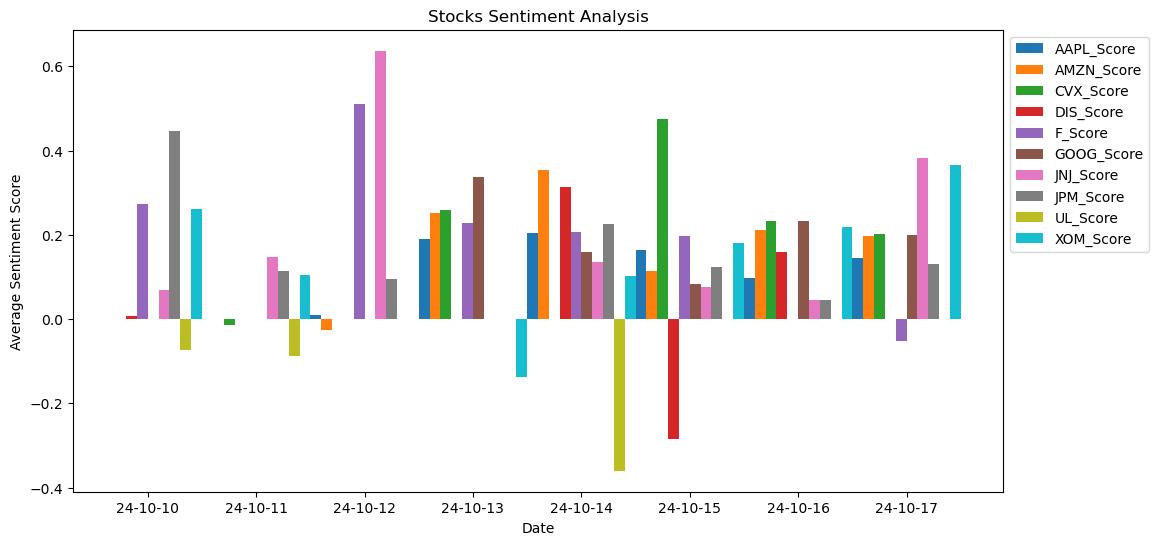 Stocks Sentiment Analysis
Average Sentiment Score
0.6
0.4
0.2
0.0
−0.2
−0.4
24-10-10
24-10-11
24-10-12
24-10-13
24-10-14
24-10-15
24-10-16
24-10-17
Date
AAPL_Score
AMZN_Score
CVX_Score
DIS_Score
F_Score
GOOG_Score
JNJ_Score
JPM_Score
UL_Score
XOM_Score